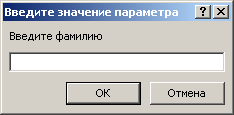 Введите значение параметра
Введите фамилию
OK
Отмена